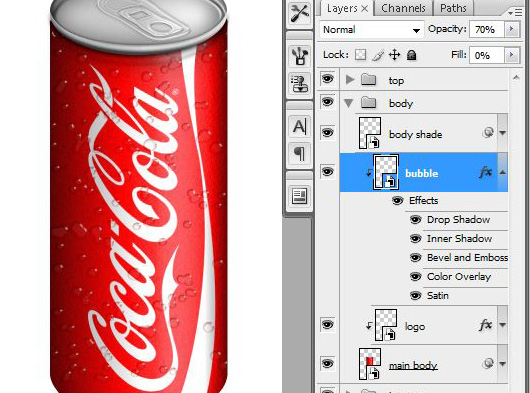 Coca-Cola
Layers × Channels Paths
Normal Opacity: 70%
Lock: Fill: 0%
top
body
body shade
bubble fx
Effects
Drop Shadow
Inner Shadow
Bevel and Emboss
Color Overlay
Satin
logo fx
main body
A
¶